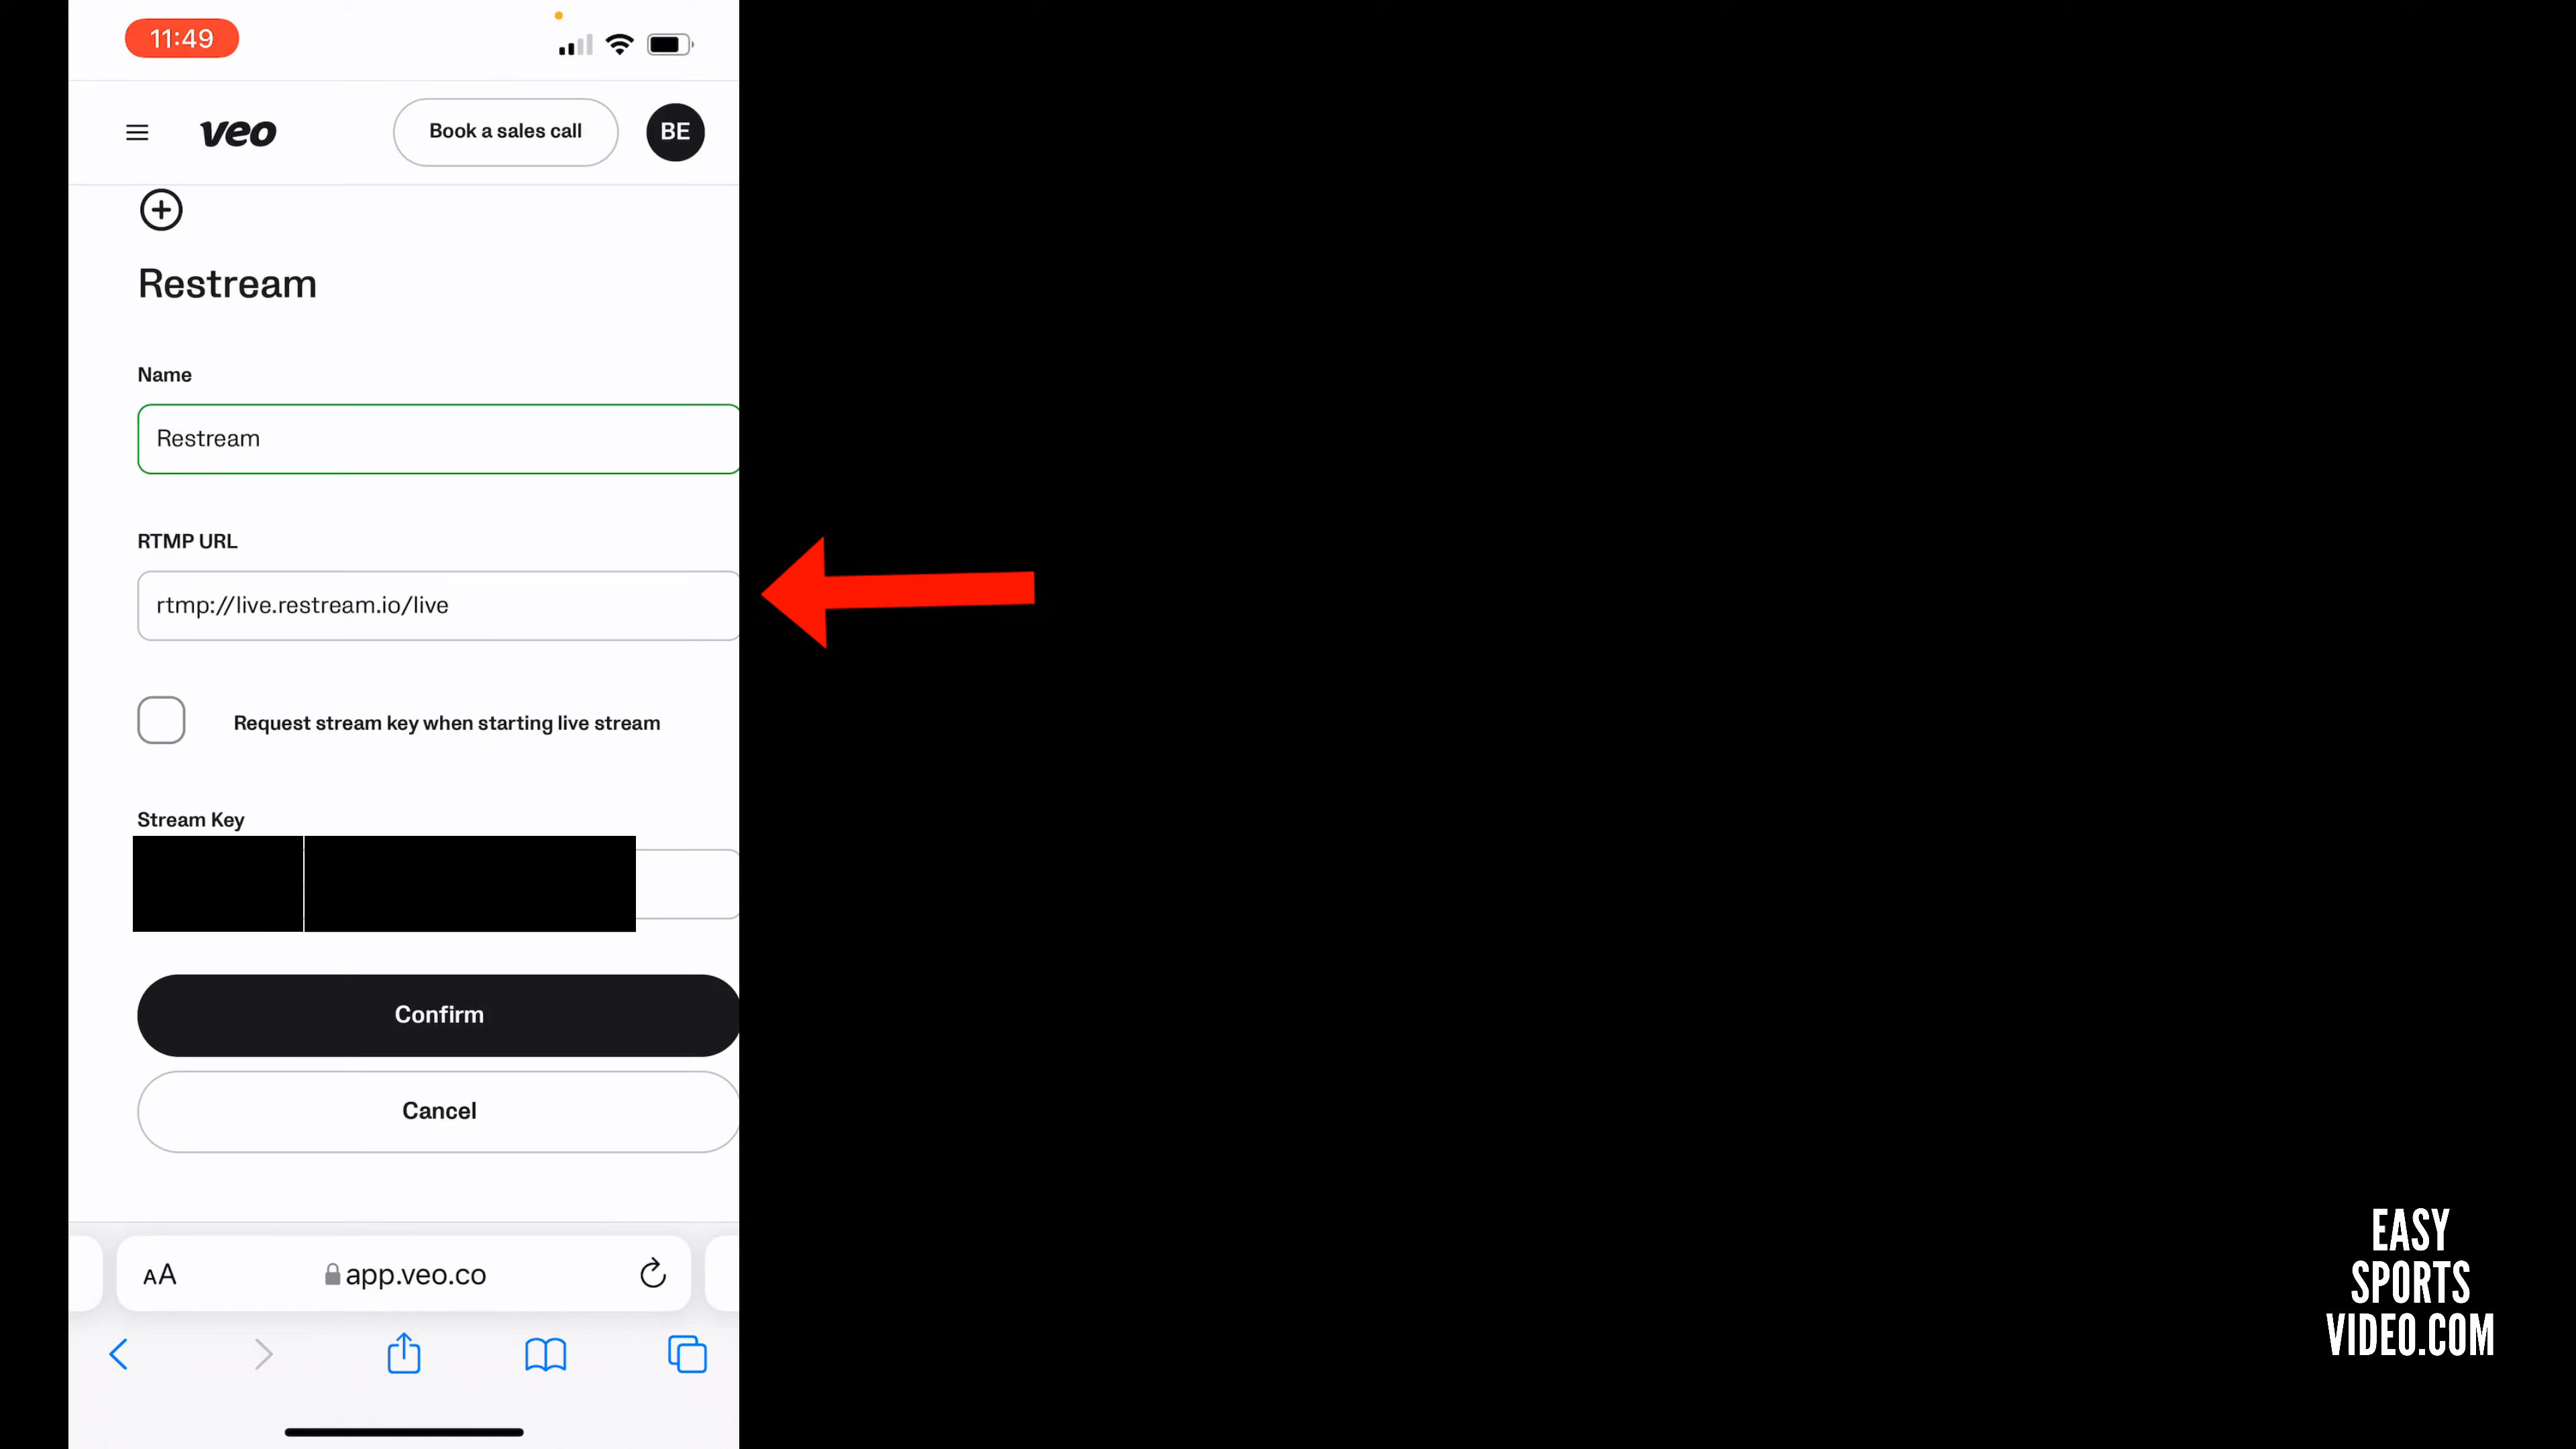 11:49
veo
Book a sales call
BE
Restream
Name
Restream
RTMP URL
rtmp://live.restream.io/live
Request stream key when starting live stream
Stream Key
Confirm
Cancel
AA
app.veo.co
EASY
SPORTS
VIDEO.COM